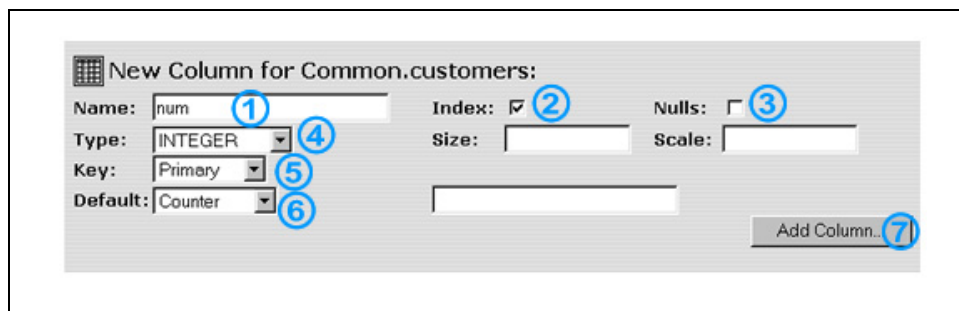 New Column for Common.customers:
Name: num 1 Index: 2 Nulls: 3
Type: INTEGER 4 Size: Scale:
Key: Primary 5
Default: Counter 6
Add Column... 7